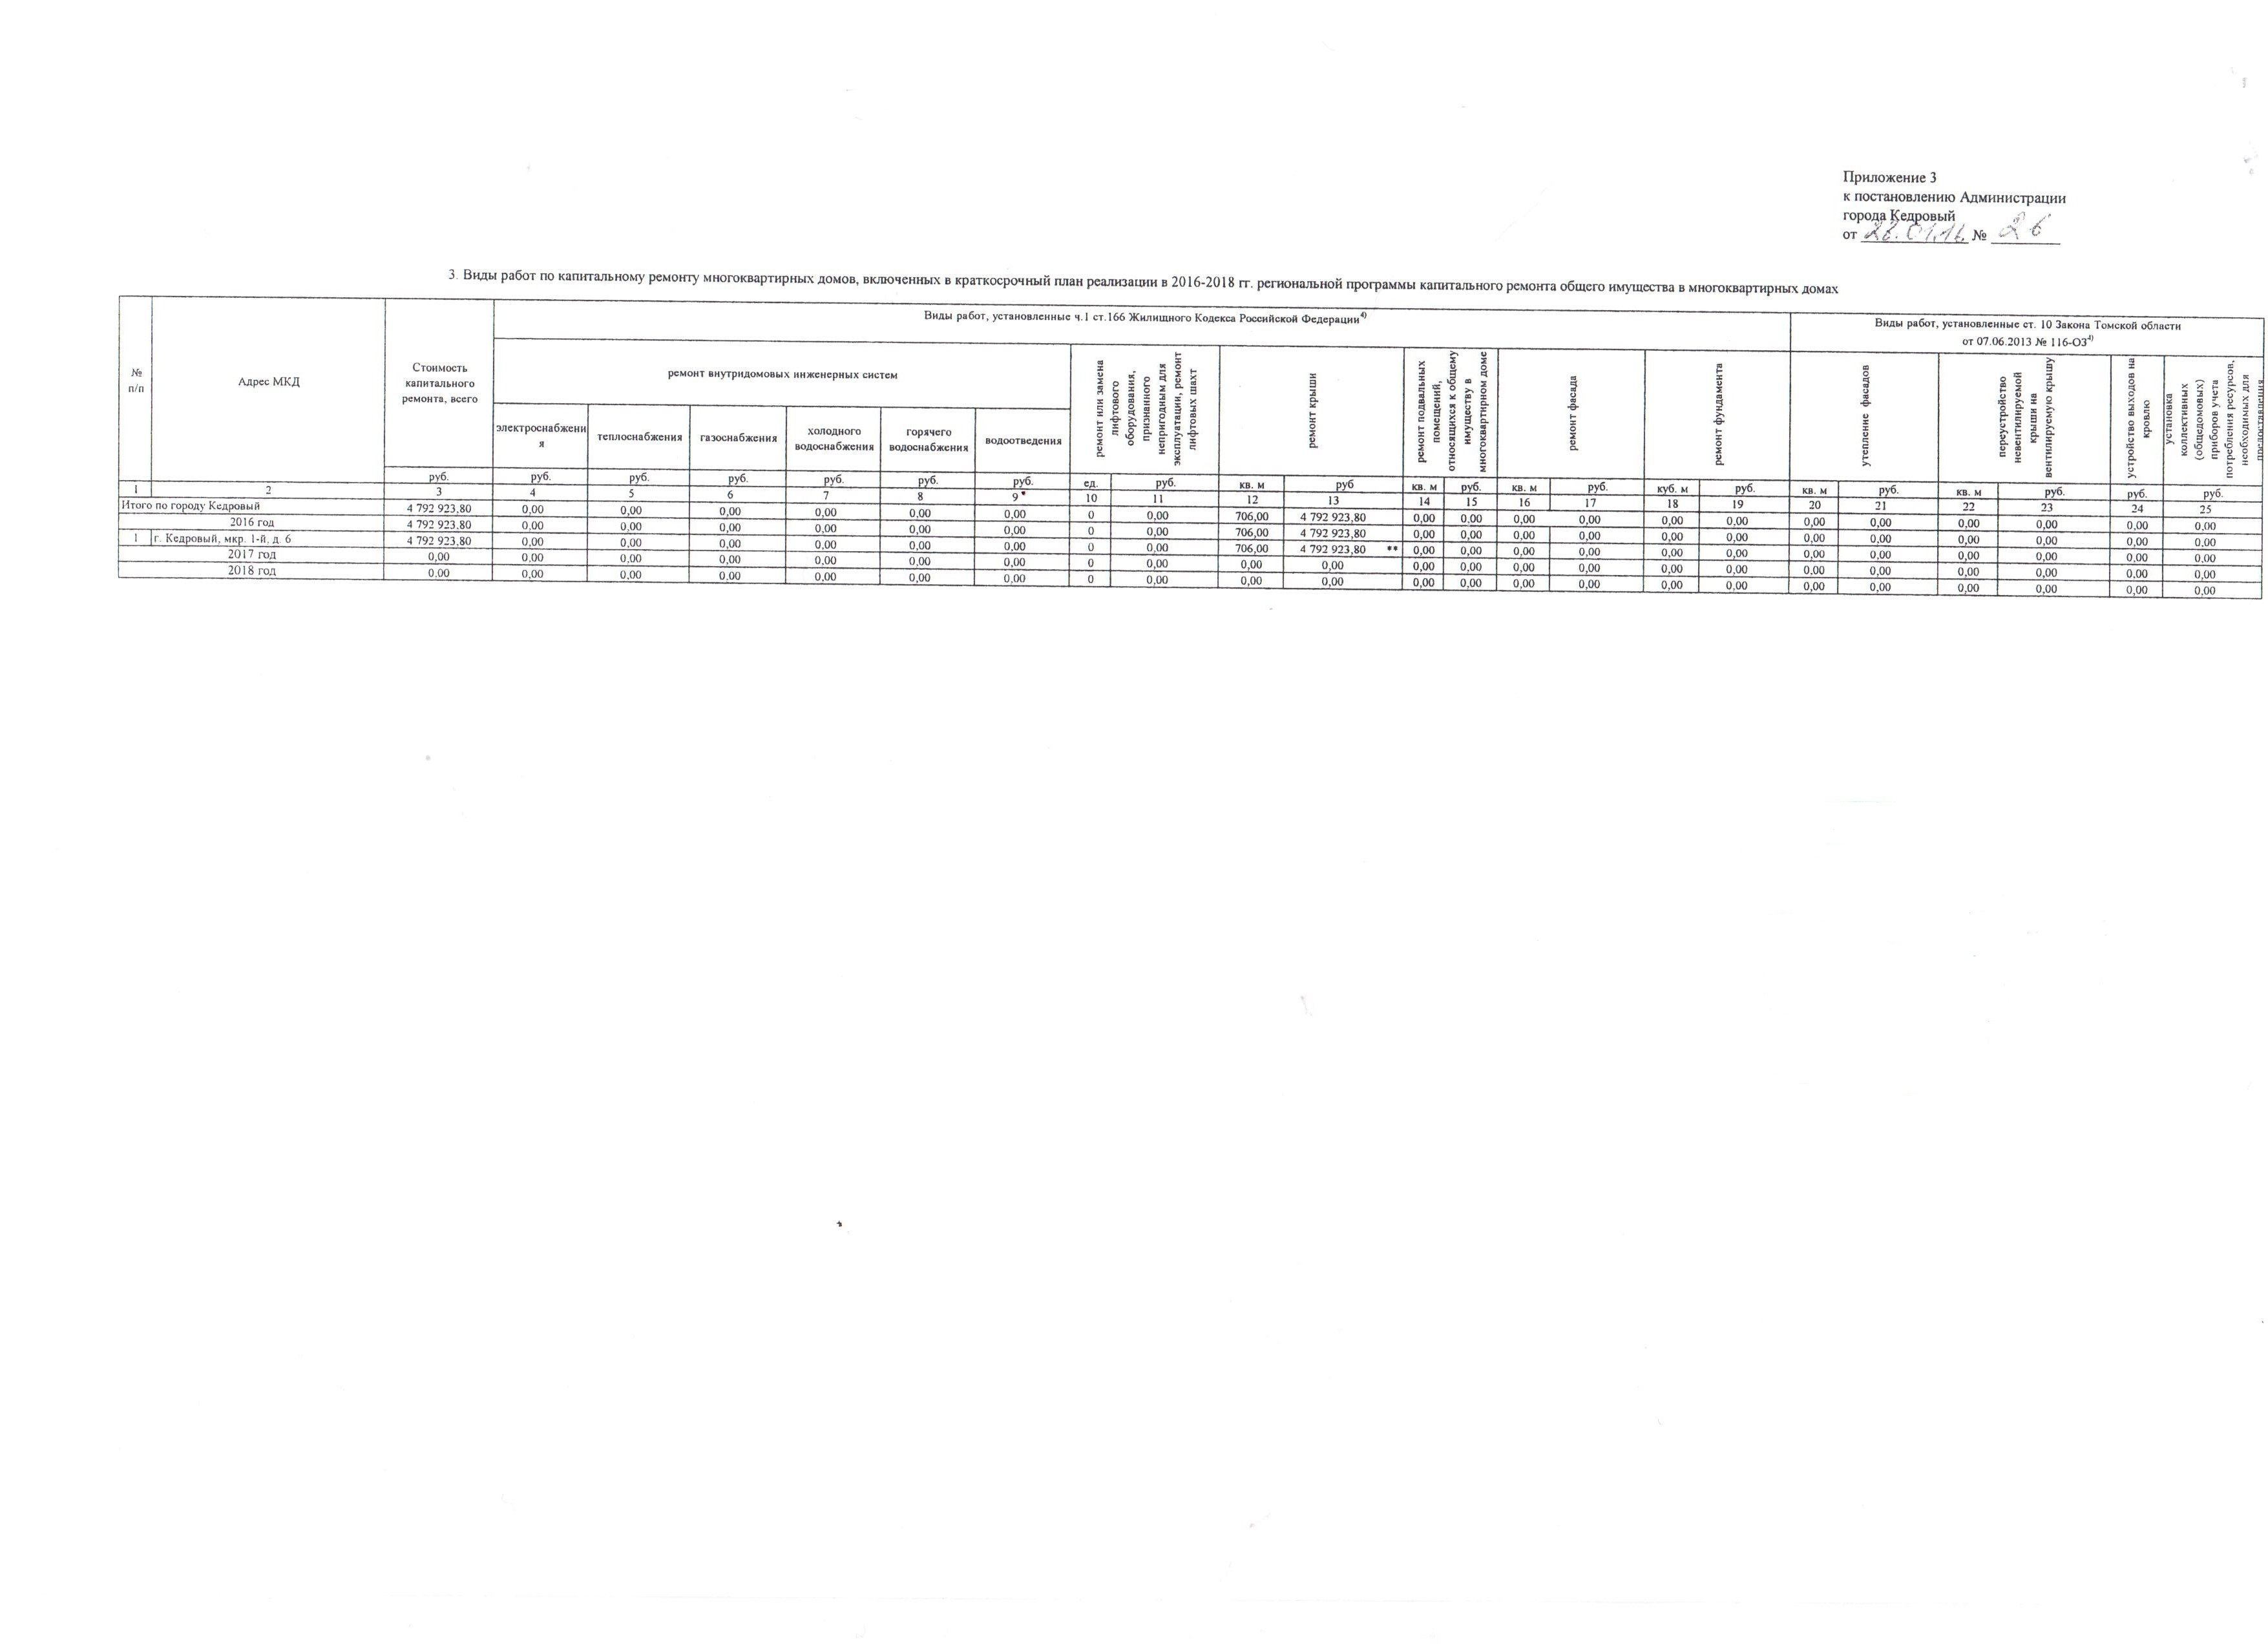 Приложение 3
к постановлению Администрации
города Кедровый
от 22.01.16 № 26
3. Виды работ по капитальному ремонту многоквартирных домов, включенных в краткосрочный план реализации в 2016-2018 гг. региональной программы капитального ремонта общего имущества в многоквартирных домах
№ п/п
Адрес МКД
Стоимость капитального ремонта, всего
Виды работ, установленные ч.1 ст.166 Жилищного Кодекса Российской Федерации4)
Виды работ, установленные ст. 10 Закона Томской области
от 07.06.2013 № 116-ОЗ4)
ремонт внутридомовых инженерных систем
электроснабжени
я
теплоснабжения
газоснабжения
холодного
водоснабжения
горячего
водоснабжения
водоотведения
ремонт или замена
лифтового
оборудования,
признанного
непригодным для
эксплуатации, ремонт
лифтовых шахт
ремонт крыши
ремонт подвальных
помещений,
относящихся к общему
имуществу в
многоквартирном доме
ремонт фасада
ремонт фундамента
утепление фасадов
переустройство
невентилируемой
крыши на
вентилируемую крышу
устройство выходов на
кровлю
установка
коллективных
(общедомовых)
приборов учета
потребления ресурсов,
необходимых для
предоставления
руб. руб. руб. руб. руб. руб. руб. ед. руб. кв. м руб кв. м руб. кв. м руб. куб. м руб. кв. м руб. кв. м руб. руб. руб.
1 2 3 4 5 6 7 8 9 10 11 12 13 14 15 16 17 18 19 20 21 22 23 24 25
Итого по городу Кедровый 4 792 923,80 0,00 0,00 0,00 0,00 0,00 0,00 0 0,00 706,00 4 792 923,80 0,00 0,00 0,00 0,00 0,00 0,00 0,00 0,00 0,00 0,00 0,00 0,00
2016 год 4 792 923,80 0,00 0,00 0,00 0,00 0,00 0,00 0 0,00 706,00 4 792 923,80 0,00 0,00 0,00 0,00 0,00 0,00 0,00 0,00 0,00 0,00 0,00 0,00
1 г. Кедровый, мкр. 1-й, д. 6 4 792 923,80 0,00 0,00 0,00 0,00 0,00 0,00 0 0,00 706,00 4 792 923,80 ** 0,00 0,00 0,00 0,00 0,00 0,00 0,00 0,00 0,00 0,00 0,00 0,00
2017 год 0,00 0,00 0,00 0,00 0,00 0,00 0,00 0 0,00 0,00 0,00 0,00 0,00 0,00 0,00 0,00 0,00 0,00 0,00 0,00 0,00 0,00 0,00
2018 год 0,00 0,00 0,00 0,00 0,00 0,00 0,00 0 0,00 0,00 0,00 0,00 0,00 0,00 0,00 0,00 0,00 0,00 0,00 0,00 0,00 0,00 0,00